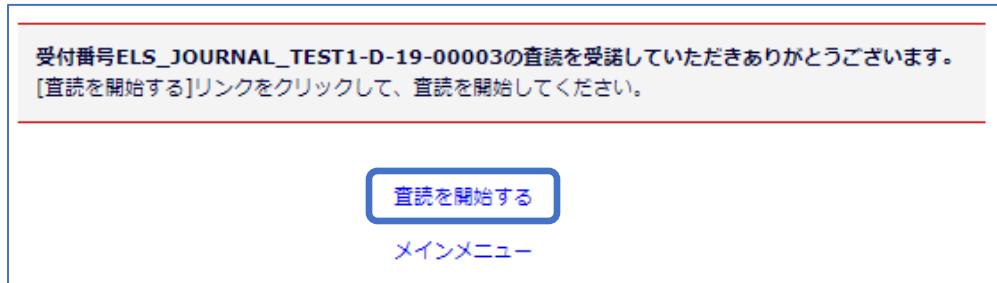 受付番号ELS_JOURNAL_TEST1-D-19-00003の査読を受諾していただきありがとうございます。
[査読を開始する]リンクをクリックして、査読を開始してください。
査読を開始する
メインメニュー